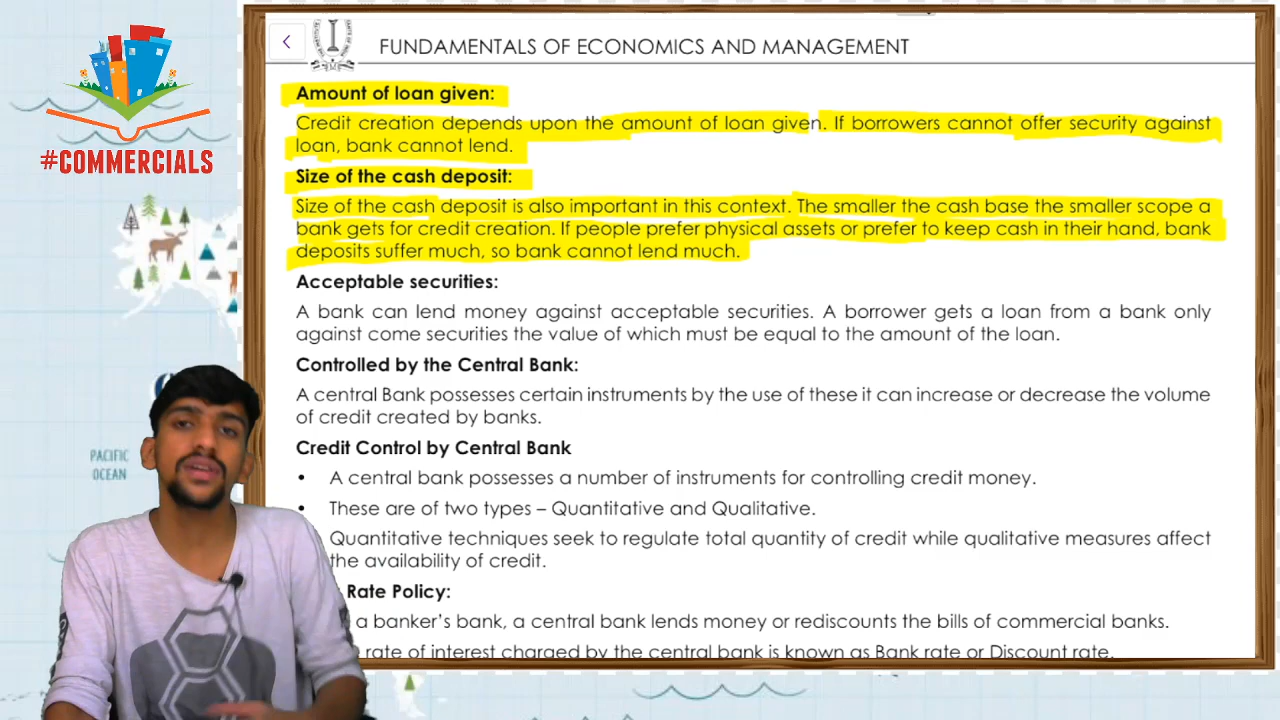 FUNDAMENTALS OF ECONOMICS AND MANAGEMENT
#COMMERCIALS
Amount of loan given:
Credit creation depends upon the amount of loan given. If borrowers cannot offer security against
loan, bank cannot lend.
Size of the cash deposit:
Size of the cash deposit is also important in this context. The smaller the cash base the smaller scope a
bank gets for credit creation. If people prefer physical assets or prefer to keep cash in their hand, bank
deposits suffer much, so bank cannot lend much.
Acceptable securities:
A bank can lend money against acceptable securities. A borrower gets a loan from a bank only
against come securities the value of which must be equal to the amount of the loan.
Controlled by the Central Bank:
A central Bank possesses certain instruments by the use of these it can increase or decrease the volume
of credit created by banks.
Credit Control by Central Bank
• A central bank possesses a number of instruments for controlling credit money.
• These are of two types – Quantitative and Qualitative.
Quantitative techniques seek to regulate total quantity of credit while qualitative measures affect
the availability of credit.
Rate Policy:
a banker's bank, a central bank lends money or rediscounts the bills of commercial banks.
rate of interest charged by the central bank is known as Bank rate or Discount rate.
PACIFIC
OCEAN